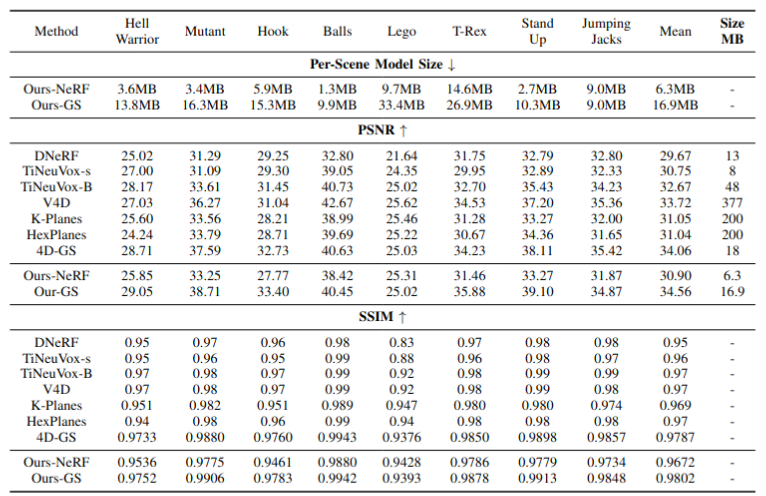 Method Hell Warrior Mutant Hook Balls Lego T-Rex Stand Up Jumping Jacks Mean Size MB
Per-Scene Model Size ↓
Ours-NeRF 3.6MB 3.4MB 5.9MB 1.3MB 9.7MB 14.6MB 2.7MB 9.0MB 6.3MB -
Ours-GS 13.8MB 16.3MB 15.3MB 9.9MB 33.4MB 26.9MB 10.3MB 9.0MB 16.9MB -
PSNR ↑
DNeRF 25.02 31.29 29.25 32.80 21.64 31.75 32.79 32.80 29.67 13
TiNeuVox-s 27.00 31.09 29.30 39.05 24.35 29.95 32.89 32.33 30.75 8
TiNeuVox-B 28.17 33.61 31.45 40.73 25.02 32.70 35.43 34.23 32.67 48
V4D 27.03 36.27 31.04 42.67 25.62 34.53 37.20 35.36 33.72 377
K-Planes 25.60 33.56 28.21 38.99 25.46 31.28 33.27 32.00 31.05 200
HexPlanes 24.24 33.79 28.71 39.69 25.22 30.67 34.36 31.65 31.04 200
4D-GS 28.71 37.59 32.73 40.63 25.03 34.23 38.11 35.42 34.06 18
Ours-NeRF 25.85 33.25 27.77 38.42 25.31 31.46 33.27 31.87 30.90 6.3
Our-GS 29.05 38.71 33.40 40.45 25.02 35.88 39.10 34.87 34.56 16.9
SSIM ↑
DNeRF 0.95 0.97 0.96 0.98 0.83 0.97 0.98 0.98 0.95 -
TiNeuVox-s 0.95 0.96 0.95 0.99 0.88 0.96 0.98 0.97 0.96 -
TiNeuVox-B 0.97 0.98 0.97 0.99 0.92 0.98 0.99 0.99 0.97 -
V4D 0.97 0.98 0.97 0.99 0.92 0.98 0.99 0.98 0.97 -
K-Planes 0.951 0.982 0.951 0.989 0.947 0.980 0.980 0.974 0.969 -
HexPlanes 0.94 0.98 0.96 0.99 0.94 0.98 0.98 0.98 0.97 -
4D-GS 0.9733 0.9880 0.9760 0.9943 0.9376 0.9850 0.9898 0.9857 0.9787 -
Ours-NeRF 0.9536 0.9775 0.9461 0.9880 0.9428 0.9786 0.9779 0.9734 0.9672 -
Ours-GS 0.9752 0.9906 0.9783 0.9942 0.9393 0.9878 0.9913 0.9848 0.9802 -